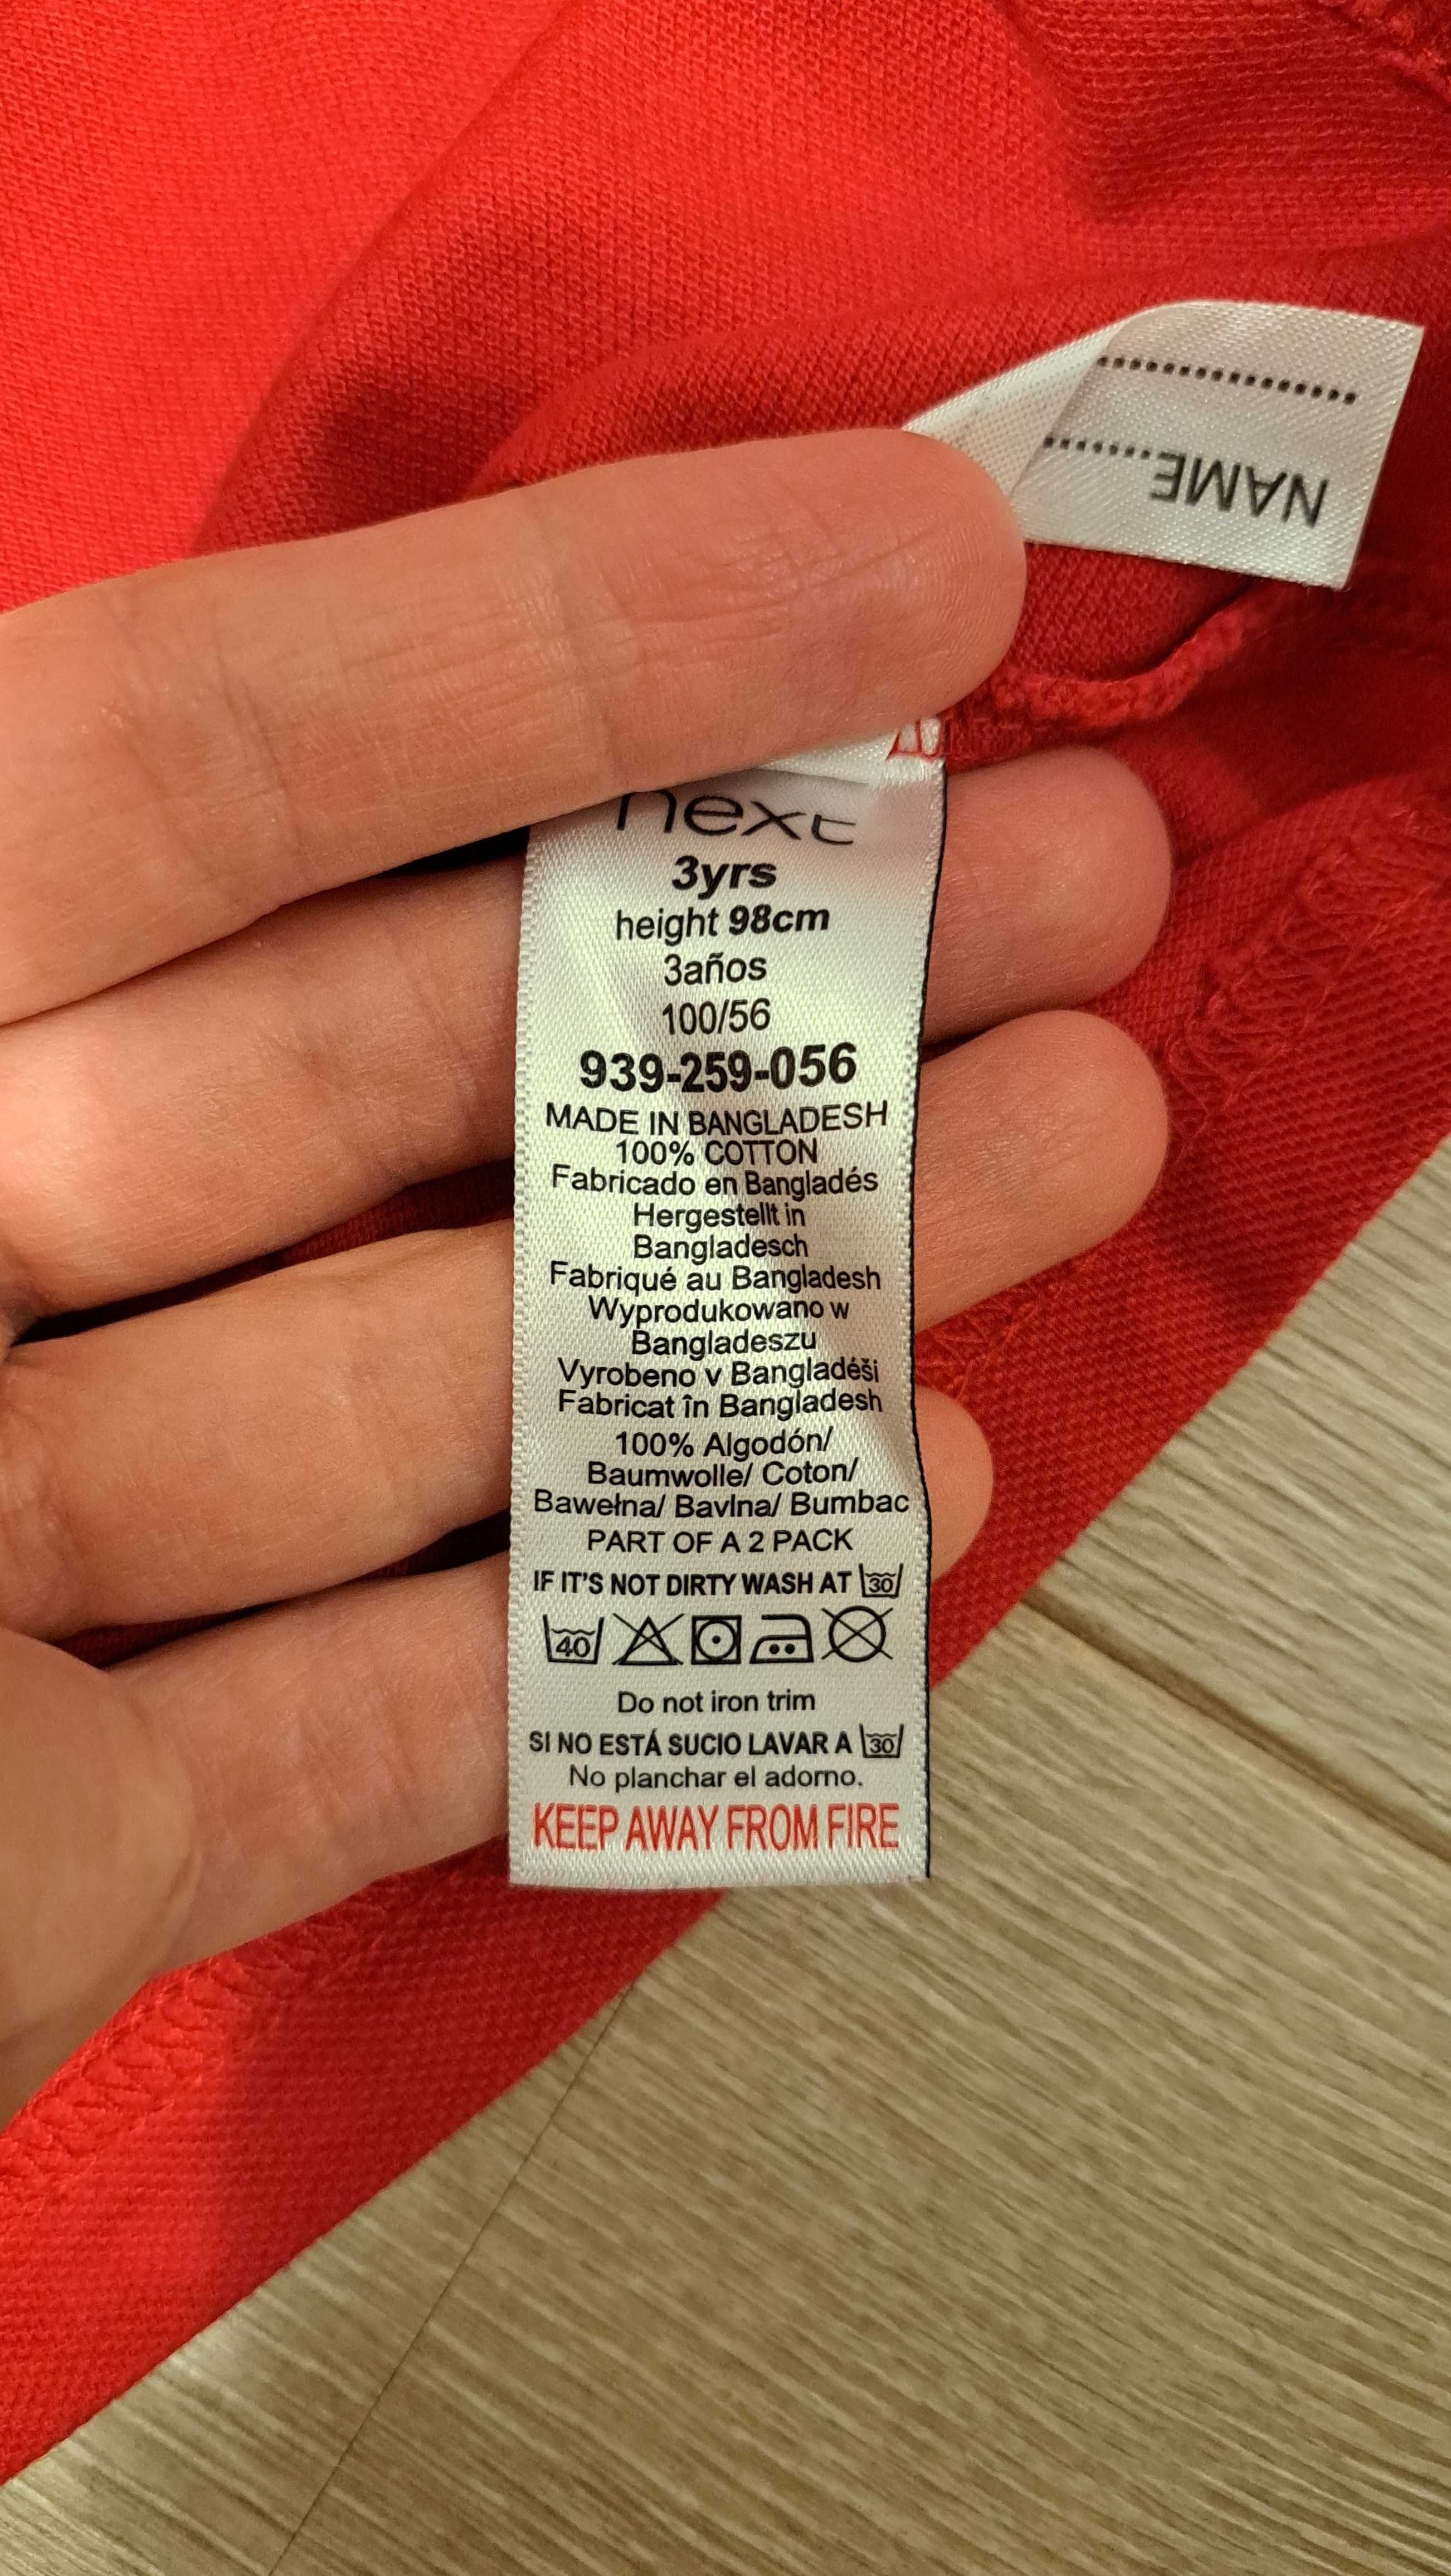 NAME..........
..................
next
3yrs
height 98cm
3años
100/56
939-259-056
MADE IN BANGLADESH
100% COTTON
Fabricado en Bangladés
Hergestellt in
Bangladesch
Fabriqué au Bangladesh
Wyprodukowano w
Bangladeszu
Vyrobeno v Bangladéši
Fabricat în Bangladesh
100% Algodón/
Baumwolle/ Coton/
Bawełna/ Bavlna/ Bumbac
PART OF A 2 PACK
IF IT'S NOT DIRTY WASH AT 30
40
Do not iron trim
SI NO ESTÁ SUCIO LAVAR A 30
No planchar el adorno.
KEEP AWAY FROM FIRE